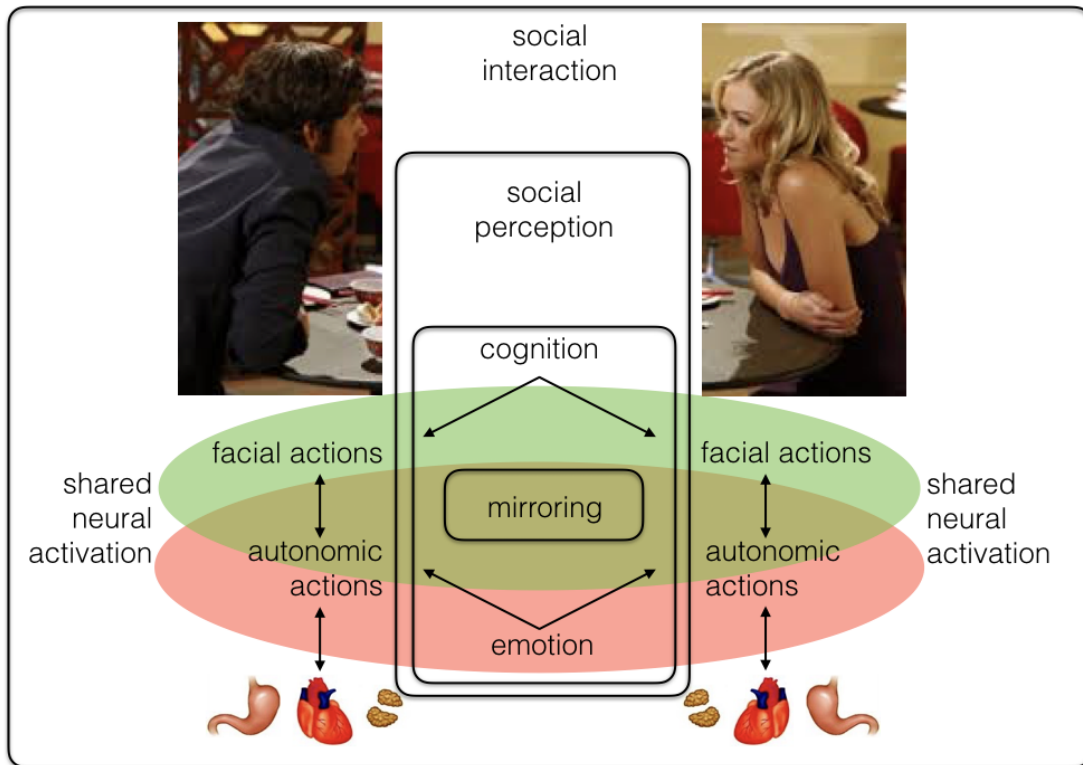 social
interaction
social
perception
cognition
facial actions
facial actions
shared
neural
activation
mirroring
shared
neural
activation
autonomic
actions
autonomic
actions
emotion